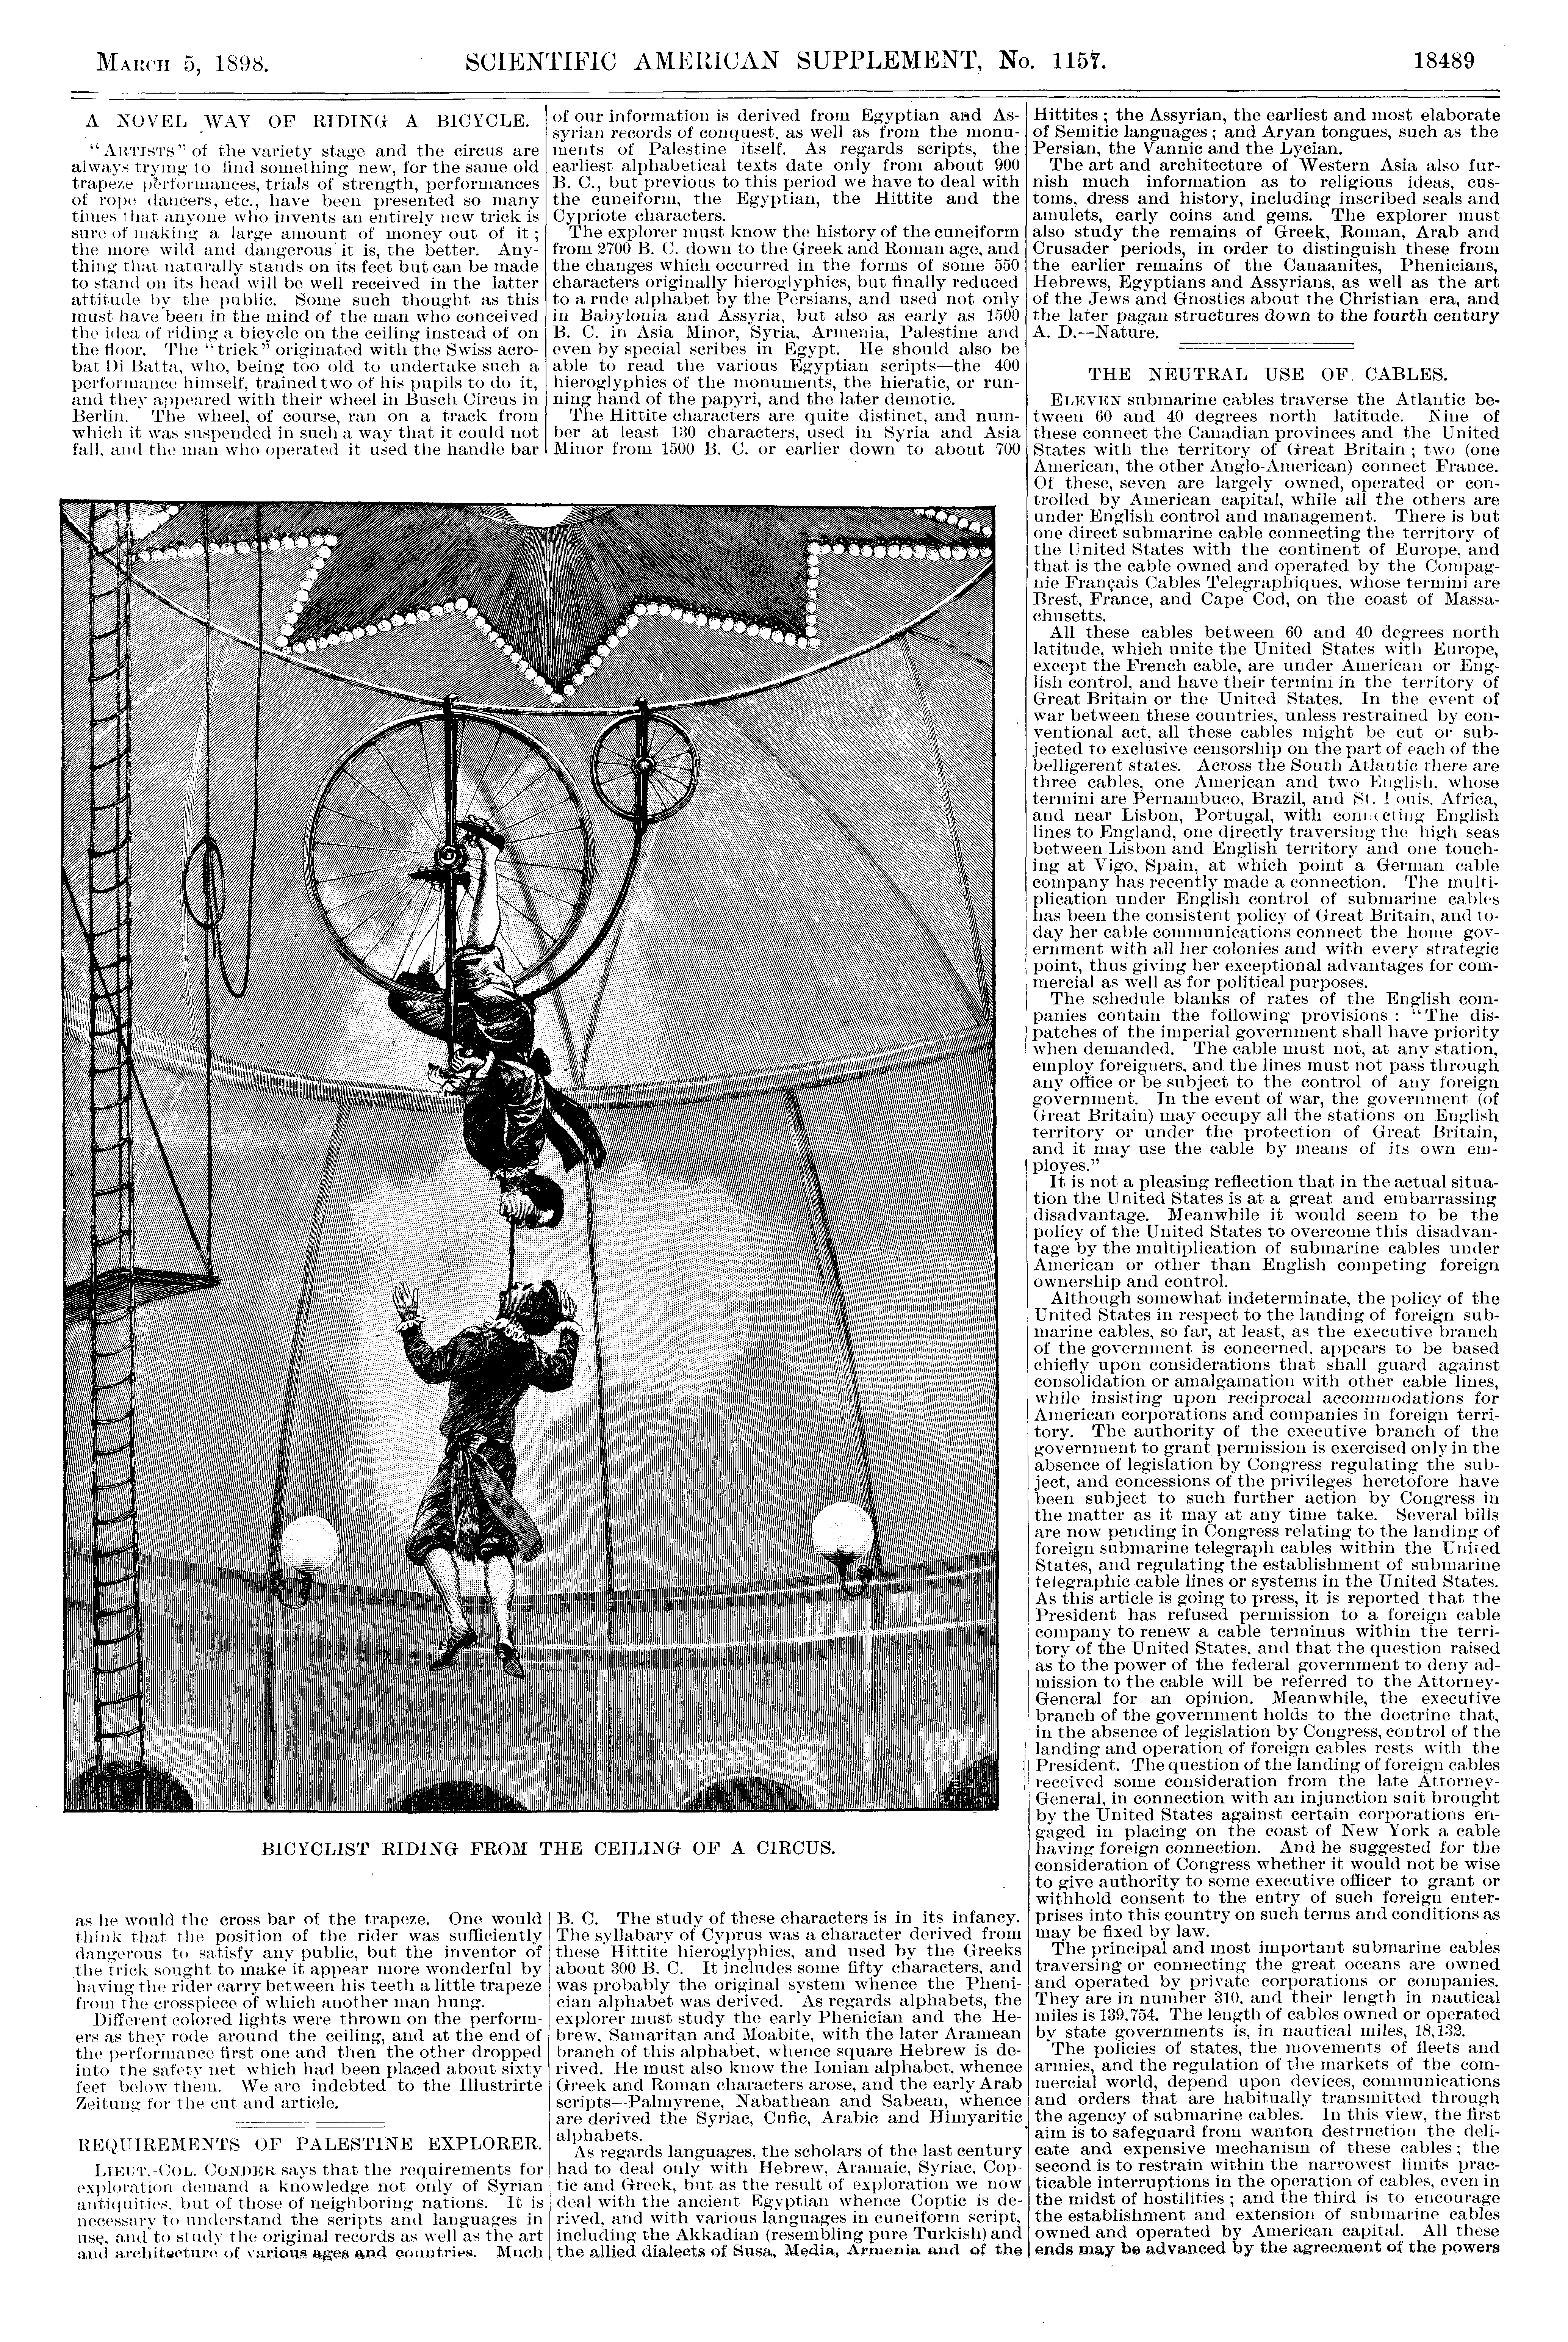 MARCH 5, 1898.
SCIENTIFIC AMERICAN SUPPLEMENT, No. 1157.
18489
A NOVEL WAY OF RIDING A BICYCLE.
"ARTISTS" of the variety stage and the circus are
always trying to find something new, for the same old
trapeze performances, trials of strength, performances
of rope dancers, etc., have been presented so many
times that anyone who invents an entirely new trick is
sure of making a large amount of money out of it;
the more wild and dangerous it is, the better. Any-
thing that naturally stands on its feet but can be made
to stand on its head will be well received in the latter
attitude by the public. Some such thought as this
must have been in the mind of the man who conceived
the idea of riding a bicycle on the ceiling instead of on
the floor. The "trick" originated with the Swiss acro-
bat Di Batta, who, being too old to undertake such a
performance himself, trained two of his pupils to do it,
and they appeared with their wheel in Busch Circus in
Berlin. The wheel, of course, ran on a track from
which it was suspended in such a way that it could not
fall, and the man who operated it used the handle bar
as he would the cross bar of the trapeze. One would
think that the position of the rider was sufficiently
dangerous to satisfy any public, but the inventor of
the trick sought to make it appear more wonderful by
having the rider carry between his teeth a little trapeze
from the crosspiece of which another man hung.
Different colored lights were thrown on the perform-
ers as they rode around the ceiling, and at the end of
the performance first one and then the other dropped
into the safety net which had been placed about sixty
feet below them. We are indebted to the Illustrirte
Zeitung for the cut and article.
BICYCLIST RIDING FROM THE CEILING OF A CIRCUS.
REQUIREMENTS OF PALESTINE EXPLORER.
LIEUT.-COL. CONDER says that the requirements for
exploration demand a knowledge not only of Syrian
antiquities, but of those of neighboring nations. It is
necessary to understand the scripts and languages in
use, and to study the original records as well as the art
and architecture of various ages and countries. Much
of our information is derived from Egyptian and As-
syrian records of conquest, as well as from the monu-
ments of Palestine itself. As regards scripts, the
earliest alphabetical texts date only from about 900
B. C., but previous to this period we have to deal with
the cuneiform, the Egyptian, the Hittite and the
Cypriote characters.
The explorer must know the history of the cuneiform
from 2700 B. C. down to the Greek and Roman age, and
the changes which occurred in the forms of some 550
characters originally hieroglyphics, but finally reduced
to a rude alphabet by the Persians, and used not only
in Babylonia and Assyria, but also as early as 1500
B. C. in Asia Minor, Syria, Armenia, Palestine and
even by special scribes in Egypt. He should also be
able to read the various Egyptian scripts—the 400
hieroglyphics of the monuments, the hieratic, or run-
ning hand of the papyri, and the later demotic.
The Hittite characters are quite distinct, and num-
ber at least 130 characters, used in Syria and Asia
Minor from 1500 B. C. or earlier down to about 700
B. C. The study of these characters is in its infancy.
The syllabary of Cyprus was a character derived from
these Hittite hieroglyphics, and used by the Greeks
about 300 B. C. It includes some fifty characters, and
was probably the original system whence the Pheni-
cian alphabet was derived. As regards alphabets, the
explorer must study the early Phenician and the He-
brew, Samaritan and Moabite, with the later Aramean
branch of this alphabet, whence square Hebrew is de-
rived. He must also know the Ionian alphabet, whence
Greek and Roman characters arose, and the early Arab
scripts—Palmyrene, Nabathean and Sabean, whence
are derived the Syriac, Cufic, Arabic and Himyaritic
alphabets.
As regards languages, the scholars of the last century
had to deal only with Hebrew, Aramaic, Syriac, Cop-
tic and Greek, but as the result of exploration we now
deal with the ancient Egyptian whence Coptic is de-
rived, and with various languages in cuneiform script,
including the Akkadian (resembling pure Turkish) and
the allied dialects of Susa, Media, Armenia and of the
Hittites; the Assyrian, the earliest and most elaborate
of Semitic languages; and Aryan tongues, such as the
Persian, the Vannic and the Lycian.
The art and architecture of Western Asia also fur-
nish much information as to religious ideas, cus-
toms, dress and history, including inscribed seals and
amulets, early coins and gems. The explorer must
also study the remains of Greek, Roman, Arab and
Crusader periods, in order to distinguish these from
the earlier remains of the Canaanites, Phenicians,
Hebrews, Egyptians and Assyrians, as well as the art
of the Jews and Gnostics about the Christian era, and
the later pagan structures down to the fourth century
A. D.—Nature.
THE NEUTRAL USE OF CABLES.
ELEVEN submarine cables traverse the Atlantic be-
tween 60 and 40 degrees north latitude. Nine of
these connect the Canadian provinces and the United
States with the territory of Great Britain; two (one
American, the other Anglo-American) connect France.
Of these, seven are largely owned, operated or con-
trolled by American capital, while all the others are
under English control and management. There is but
one direct submarine cable connecting the territory of
the United States with the continent of Europe, and
that is the cable owned and operated by the Compag-
nie Français Cables Telegraphiques, whose termini are
Brest, France, and Cape Cod, on the coast of Massa-
chusetts.
All these cables between 60 and 40 degrees north
latitude, which unite the United States with Europe,
except the French cable, are under American or Eng-
lish control, and have their termini in the territory of
Great Britain or the United States. In the event of
war between these countries, unless restrained by con-
ventional act, all these cables might be cut or sub-
jected to exclusive censorship on the part of each of the
belligerent states. Across the South Atlantic there are
three cables, one American and two English, whose
termini are Pernambuco, Brazil, and St. Louis, Africa,
and near Lisbon, Portugal, with connecting English
lines to England, one directly traversing the high seas
between Lisbon and English territory and one touch-
ing at Vigo, Spain, at which point a German cable
company has recently made a connection. The multi-
plication under English control of submarine cables
has been the consistent policy of Great Britain, and to-
day her cable communications connect the home gov-
ernment with all her colonies and with every strategic
point, thus giving her exceptional advantages for com-
mercial as well as for political purposes.
The schedule blanks of rates of the English com-
panies contain the following provisions: "The dis-
patches of the imperial government shall have priority
when demanded. The cable must not, at any station,
employ foreigners, and the lines must not pass through
any office or be subject to the control of any foreign
government. In the event of war, the government (of
Great Britain) may occupy all the stations on English
territory or under the protection of Great Britain,
and it may use the cable by means of its own em-
ployes."
It is not a pleasing reflection that in the actual situa-
tion the United States is at a great and embarrassing
disadvantage. Meanwhile it would seem to be the
policy of the United States to overcome this disadvan-
tage by the multiplication of submarine cables under
American or other than English competing foreign
ownership and control.
Although somewhat indeterminate, the policy of the
United States in respect to the landing of foreign sub-
marine cables, so far, at least, as the executive branch
of the government is concerned, appears to be based
chiefly upon considerations that shall guard against
consolidation or amalgamation with other cable lines,
while insisting upon reciprocal accommodations for
American corporations and companies in foreign terri-
tory. The authority of the executive branch of the
government to grant permission is exercised only in the
absence of legislation by Congress regulating the sub-
ject, and concessions of the privileges heretofore have
been subject to such further action by Congress in
the matter as it may at any time take. Several bills
are now pending in Congress relating to the landing of
foreign submarine telegraph cables within the United
States, and regulating the establishment of submarine
telegraphic cable lines or systems in the United States.
As this article is going to press, it is reported that the
President has refused permission to a foreign cable
company to renew a cable terminus within the terri-
tory of the United States, and that the question raised
as to the power of the federal government to deny ad-
mission to the cable will be referred to the Attorney-
General for an opinion. Meanwhile, the executive
branch of the government holds to the doctrine that,
in the absence of legislation by Congress, control of the
landing and operation of foreign cables rests with the
President. The question of the landing of foreign cables
received some consideration from the late Attorney-
General, in connection with an injunction suit brought
by the United States against certain corporations en-
gaged in placing on the coast of New York a cable
having foreign connection. And he suggested for the
consideration of Congress whether it would not be wise
to give authority to some executive officer to grant or
withhold consent to the entry of such foreign enter-
prises into this country on such terms and conditions as
may be fixed by law.
The principal and most important submarine cables
traversing or connecting the great oceans are owned
and operated by private corporations or companies.
They are in number 310, and their length in nautical
miles is 139,754. The length of cables owned or operated
by state governments is, in nautical miles, 18,132.
The policies of states, the movements of fleets and
armies, and the regulation of the markets of the com-
mercial world, depend upon devices, communications
and orders that are habitually transmitted through
the agency of submarine cables. In this view, the first
aim is to safeguard from wanton destruction the deli-
cate and expensive mechanism of these cables; the
second is to restrain within the narrowest limits prac-
ticable interruptions in the operation of cables, even in
the midst of hostilities; and the third is to encourage
the establishment and extension of submarine cables
owned and operated by American capital. All these
ends may be advanced by the agreement of the powers